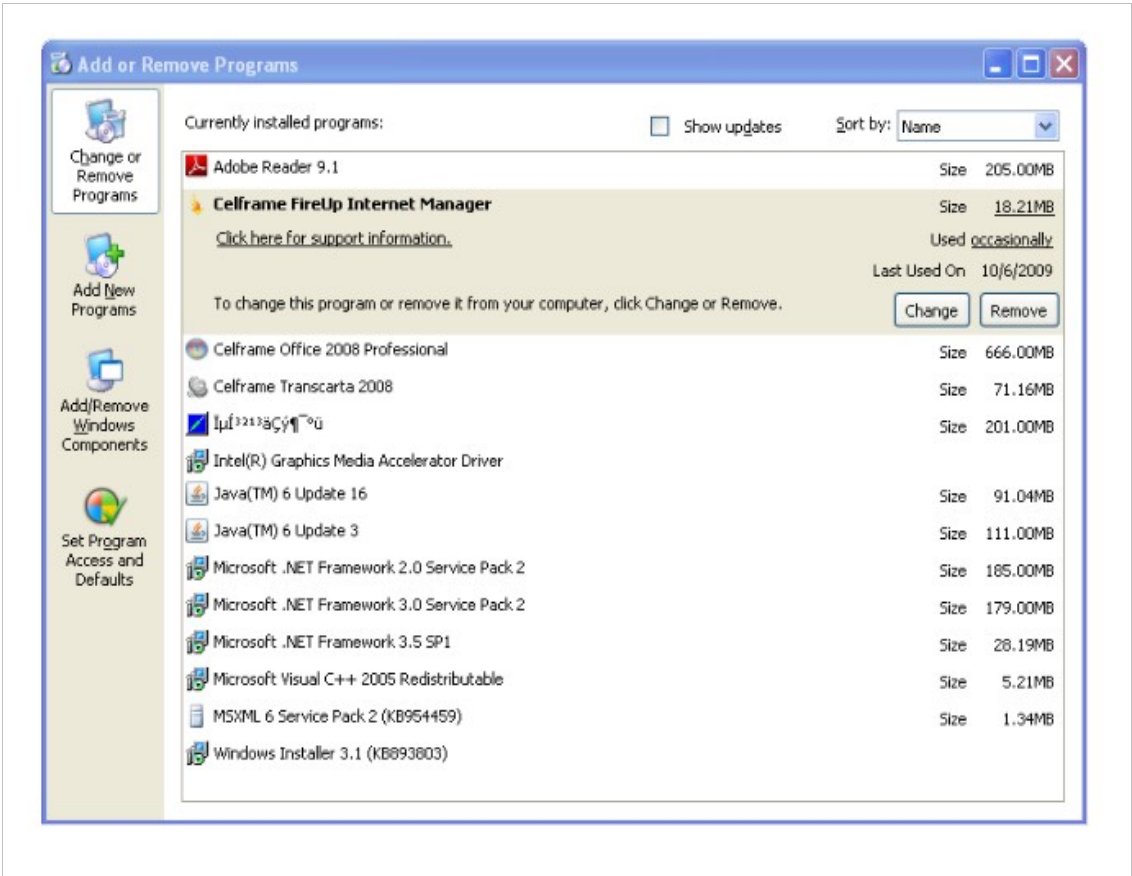 Add or Remove Programs
Change or
Remove
Programs
Add New
Programs
Add/Remove
Windows
Components
Set Program
Access and
Defaults
Currently installed programs:
Show updates
Sort by: Name
Adobe Reader 9.1 Size 205.00MB
Celframe FireUp Internet Manager Size 18.21MB
Click here for support information. Used occasionally
Last Used On 10/6/2009
To change this program or remove it from your computer, click Change or Remove. Change Remove
Celframe Office 2008 Professional Size 666.00MB
Celframe Transcarta 2008 Size 71.16MB
ÏµÍ³²¹³äÇý¶¯°ü Size 201.00MB
Intel(R) Graphics Media Accelerator Driver
Java(TM) 6 Update 16 Size 91.04MB
Java(TM) 6 Update 3 Size 111.00MB
Microsoft .NET Framework 2.0 Service Pack 2 Size 185.00MB
Microsoft .NET Framework 3.0 Service Pack 2 Size 179.00MB
Microsoft .NET Framework 3.5 SP1 Size 28.19MB
Microsoft Visual C++ 2005 Redistributable Size 5.21MB
MSXML 6 Service Pack 2 (KB954459) Size 1.34MB
Windows Installer 3.1 (KB893803)